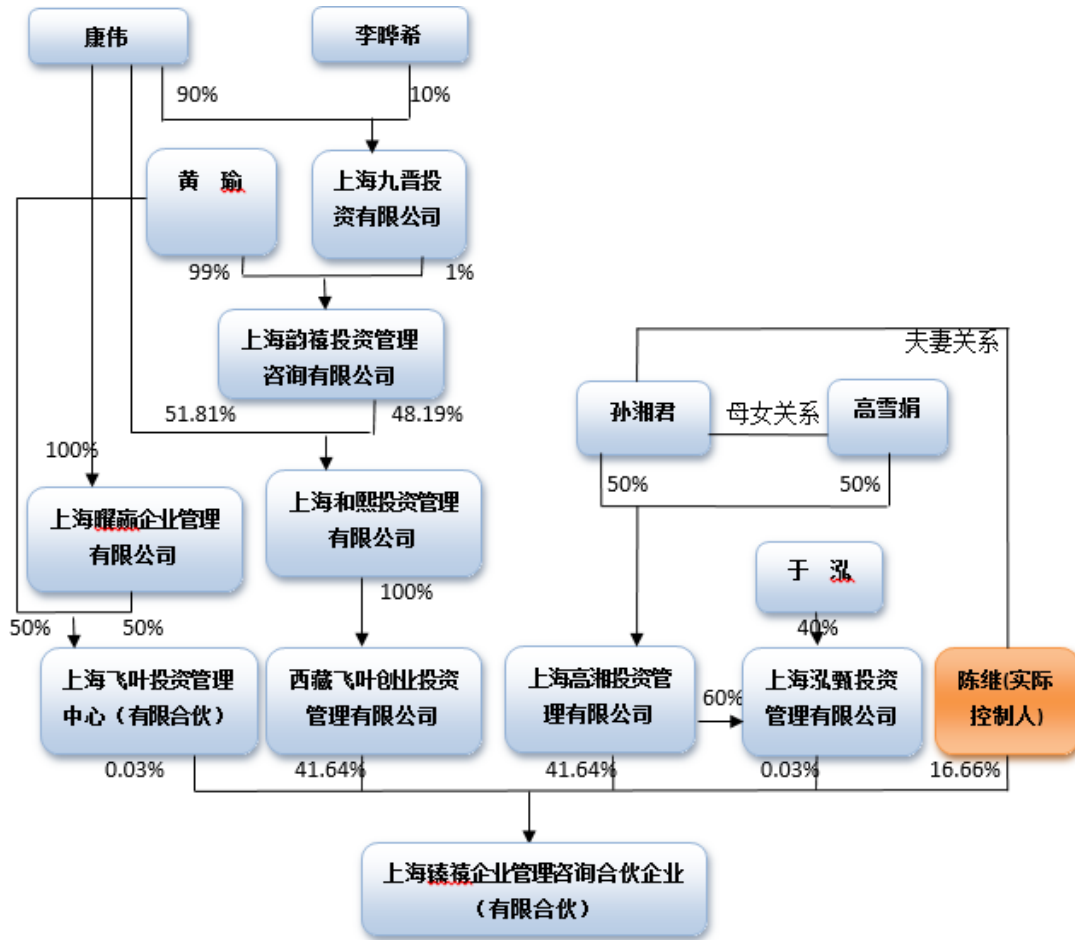 康伟
李晔希
90%
10%
黄 瑜
上海九晋投
资有限公司
99%
1%
上海韵禧投资管理
咨询有限公司
夫妻关系
51.81%
48.19%
孙湘君
母女关系
高雪娟
100%
50%
50%
上海曜赢企业管理
有限公司
上海和熙投资管理
有限公司
于 泓
100%
50%
50%
40%
上海飞叶投资管理
中心（有限合伙）
西藏飞叶创业投资
管理有限公司
上海高湘投资管
理有限公司
60%
上海泓甄投资
管理有限公司
陈维(实际
控制人)
0.03%
41.64%
41.64%
0.03%
16.66%
上海臻禧企业管理咨询合伙企业
（有限合伙）